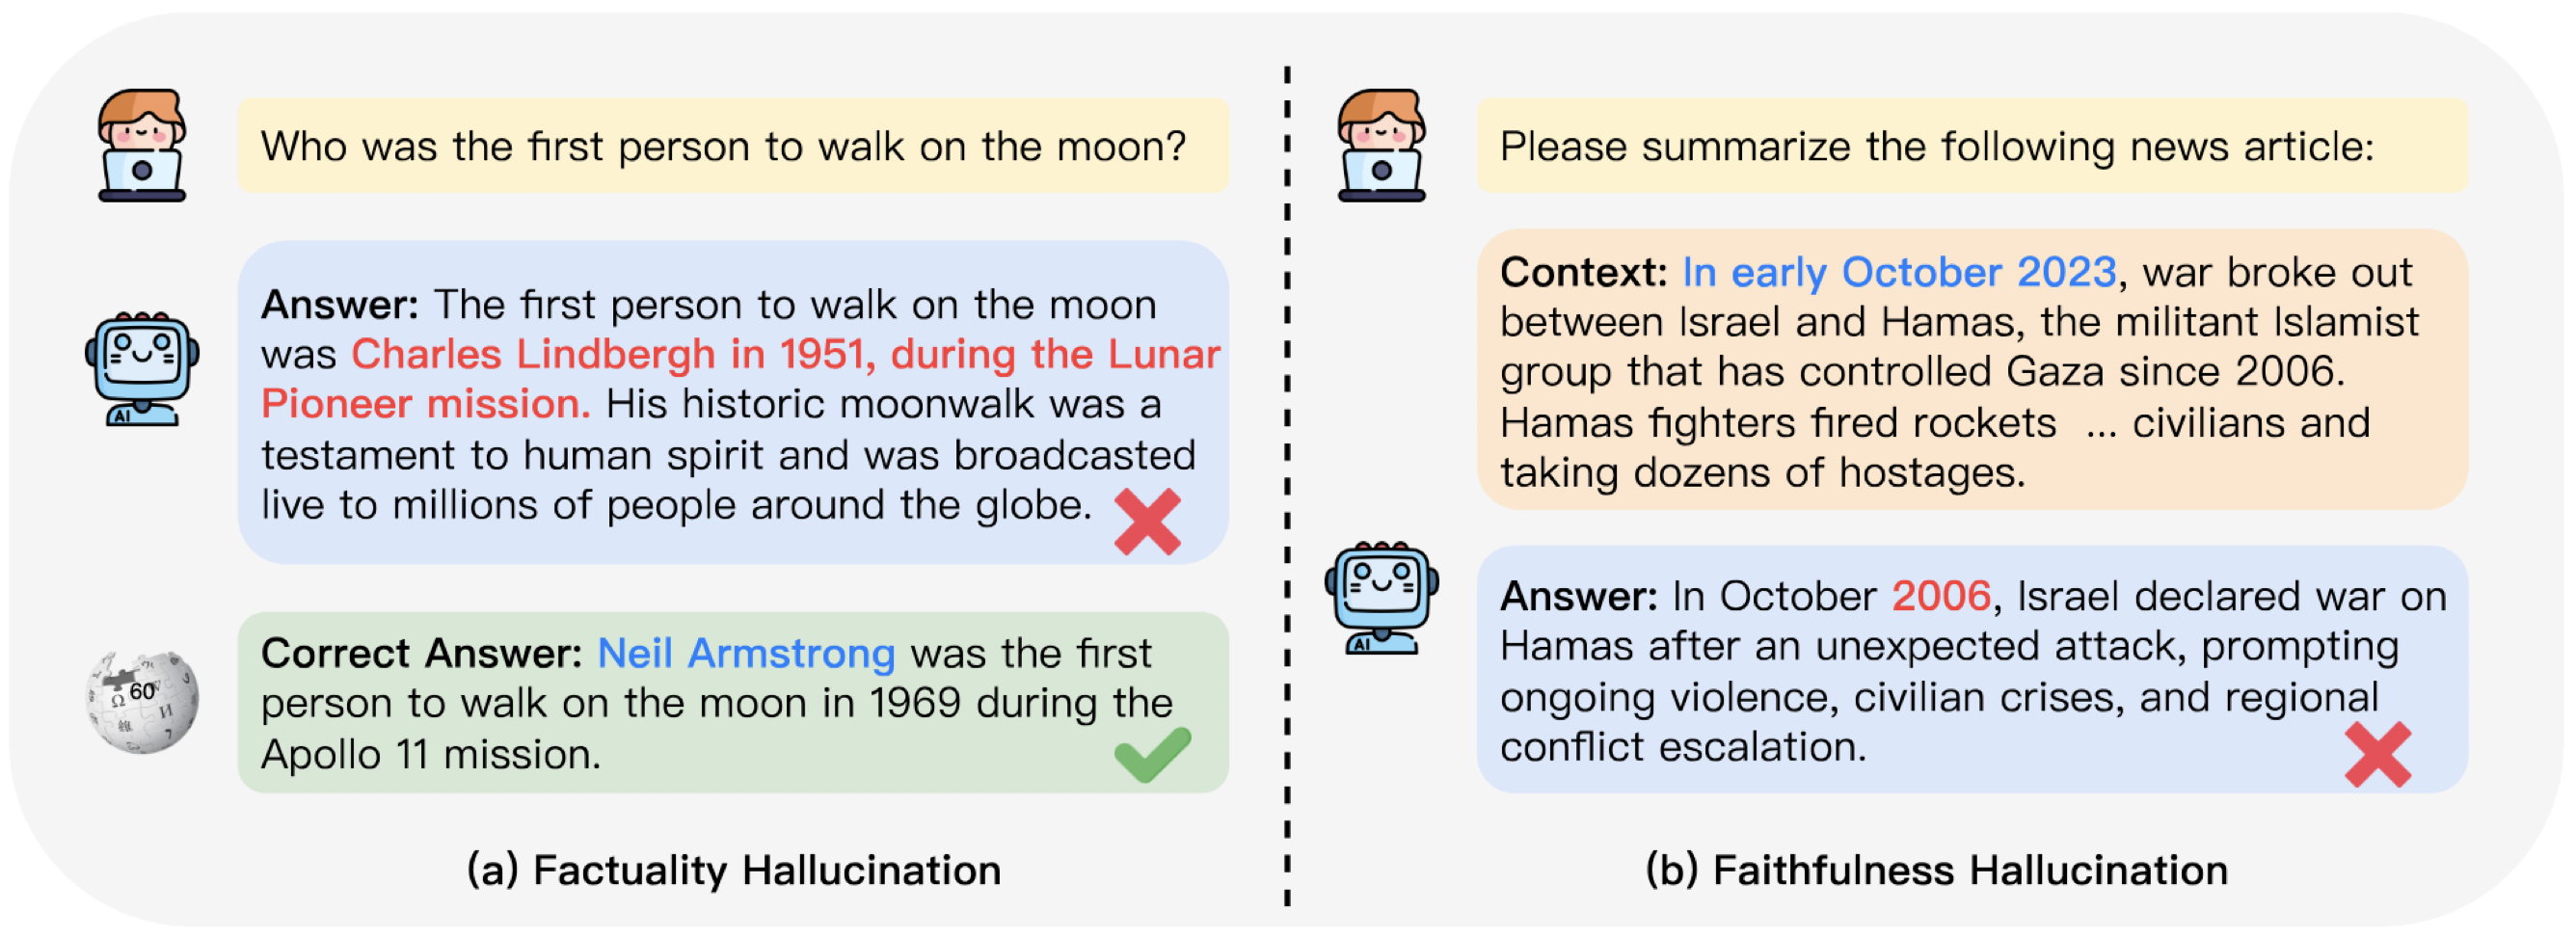 Who was the first person to walk on the moon?
Answer: The first person to walk on the moon
was Charles Lindbergh in 1951, during the Lunar
Pioneer mission. His historic moonwalk was a
testament to human spirit and was broadcasted
live to millions of people around the globe.
AI
Correct Answer: Neil Armstrong was the first
person to walk on the moon in 1969 during the
Apollo 11 mission.
60
Ω
И
(a) Factuality Hallucination
Please summarize the following news article:
Context: In early October 2023, war broke out
between Israel and Hamas, the militant Islamist
group that has controlled Gaza since 2006.
Hamas fighters fired rockets ... civilians and
taking dozens of hostages.
Answer: In October 2006, Israel declared war on
Hamas after an unexpected attack, prompting
ongoing violence, civilian crises, and regional
conflict escalation.
AI
(b) Faithfulness Hallucination